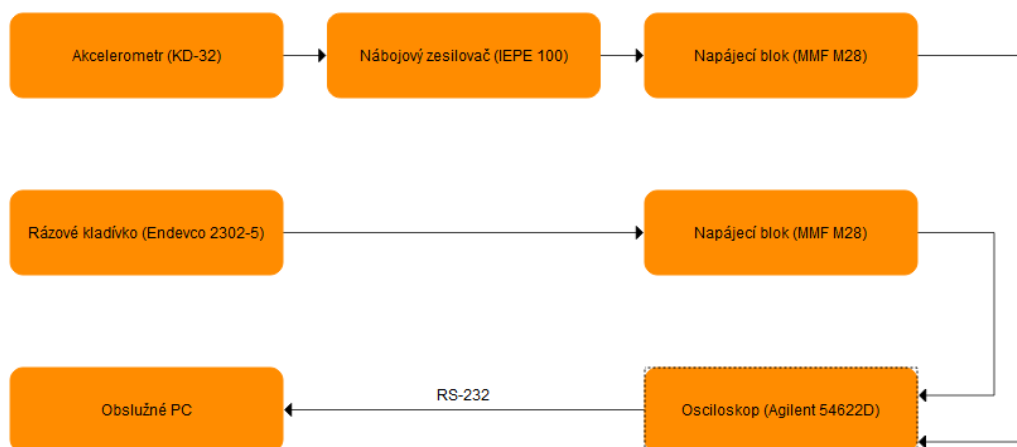 Akcelerometr (KD-32)
Nábojový zesilovač (IEPE 100)
Napájecí blok (MMF M28)
Rázové kladívko (Endevco 2302-5)
Napájecí blok (MMF M28)
Obslužné PC
RS-232
Osciloskop (Agilent 54622D)